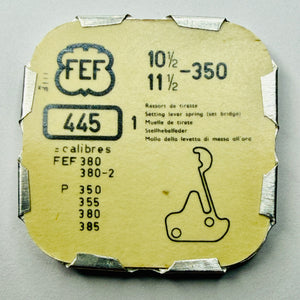 FEF
10½
11½
-350
445
1
Ressort de tirette
Setting lever spring (set bridge)
Muelle de tirete
Stellhebelfeder
Molla della levetta di messa all'ora
= calibres
FEF 380
380-2
P 350
355
380
385